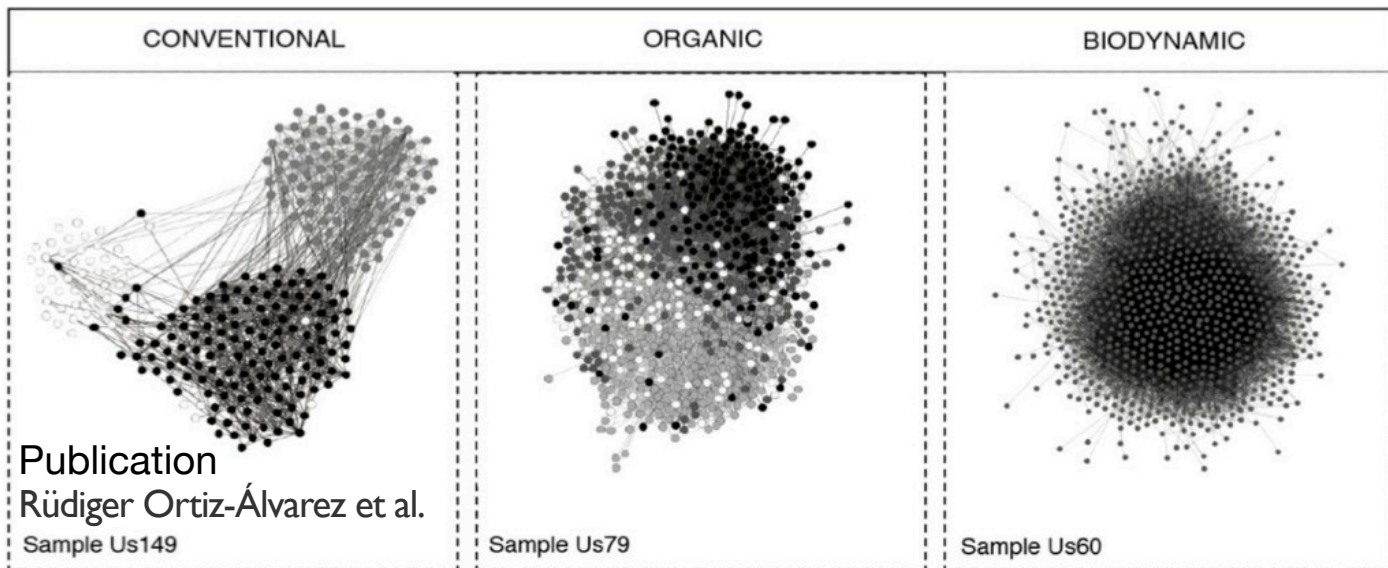 CONVENTIONAL
ORGANIC
BIODYNAMIC
Publication
Rüdiger Ortiz-Álvarez et al.
Sample Us149
Sample Us79
Sample Us60